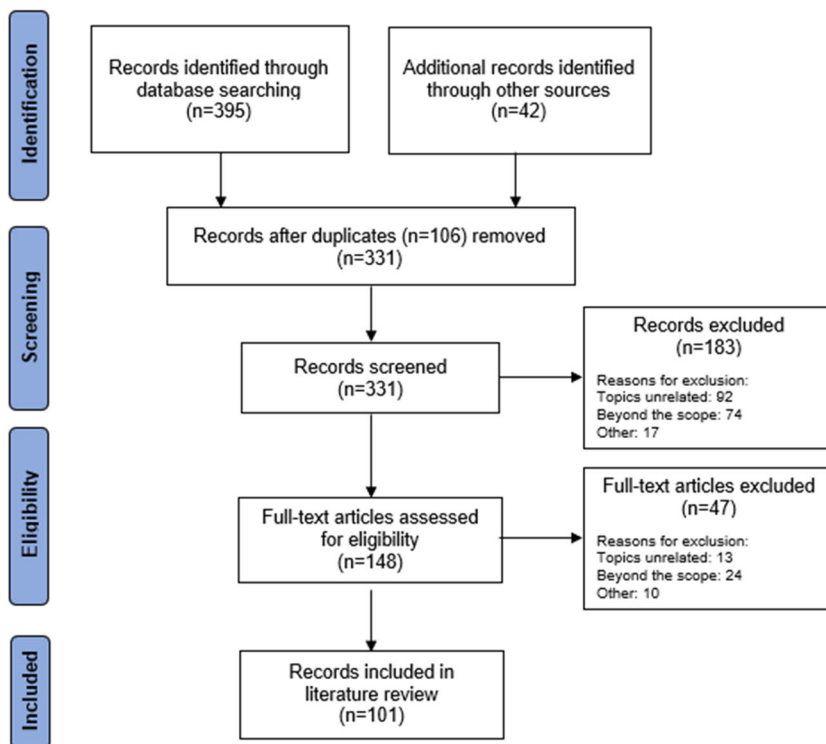 Identification
Records identified through
database searching
(n=395)
Additional records identified
through other sources
(n=42)
Screening
Records after duplicates (n=106) removed
(n=331)
Records screened
(n=331)
Records excluded
(n=183)
Reasons for exclusion:
Topics unrelated: 92
Beyond the scope: 74
Other: 17
Eligibility
Full-text articles assessed
for eligibility
(n=148)
Full-text articles excluded
(n=47)
Reasons for exclusion:
Topics unrelated: 13
Beyond the scope: 24
Other: 10
Included
Records included in
literature review
(n=101)